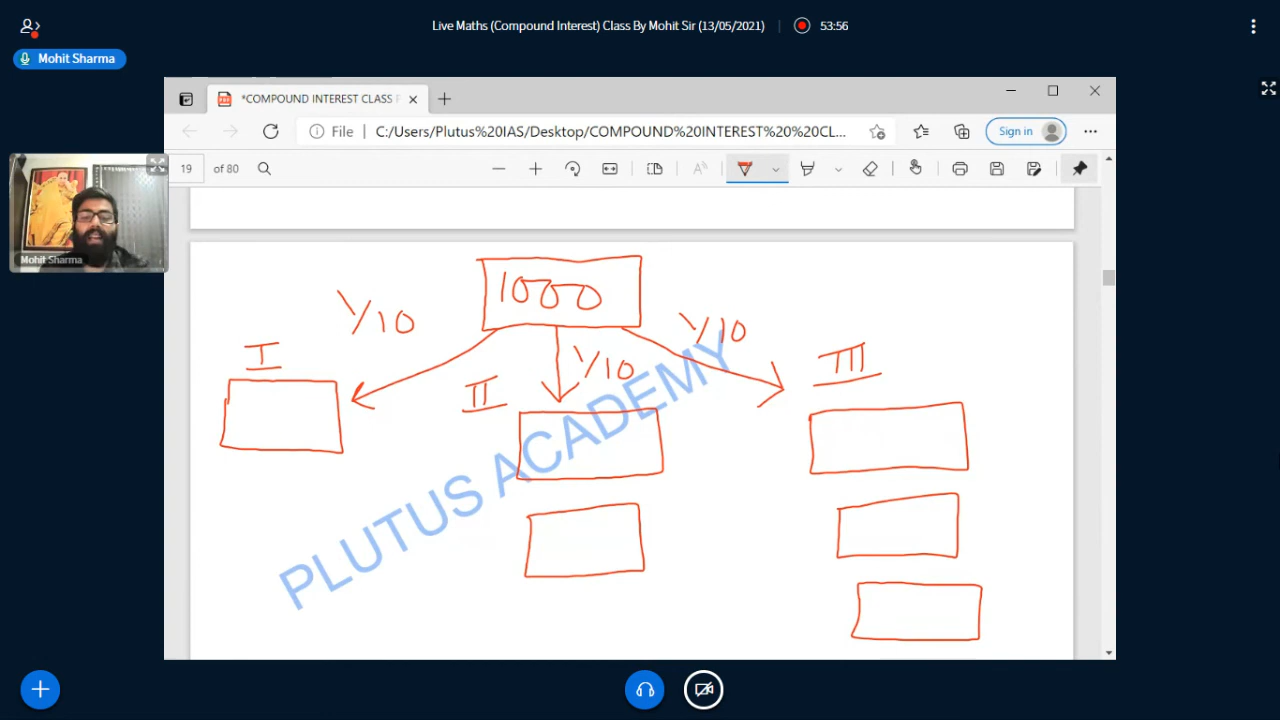 Live Maths (Compound Interest) Class By Mohit Sir (13/05/2021)
53:56
Mohit Sharma
*COMPOUND INTEREST CLASS P
File
C:/Users/Plutus%20IAS/Desktop/COMPOUND%20INTEREST%20%20CL...
Sign in
19 of 80
Mohit Sharma
1000
1/10
1/10
1/10
I
II
III
PLUTUS ACADEMY